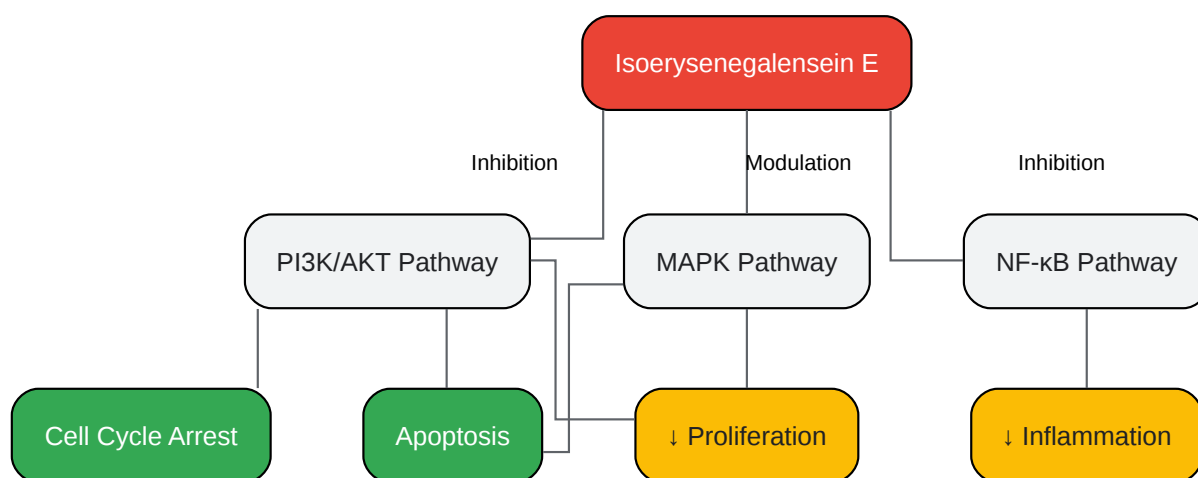 Isoerysenegalensein E
Inhibition
Modulation
Inhibition
PI3K/AKT Pathway
MAPK Pathway
NF-κB Pathway
Cell Cycle Arrest
Apoptosis
↓ Proliferation
↓ Inflammation